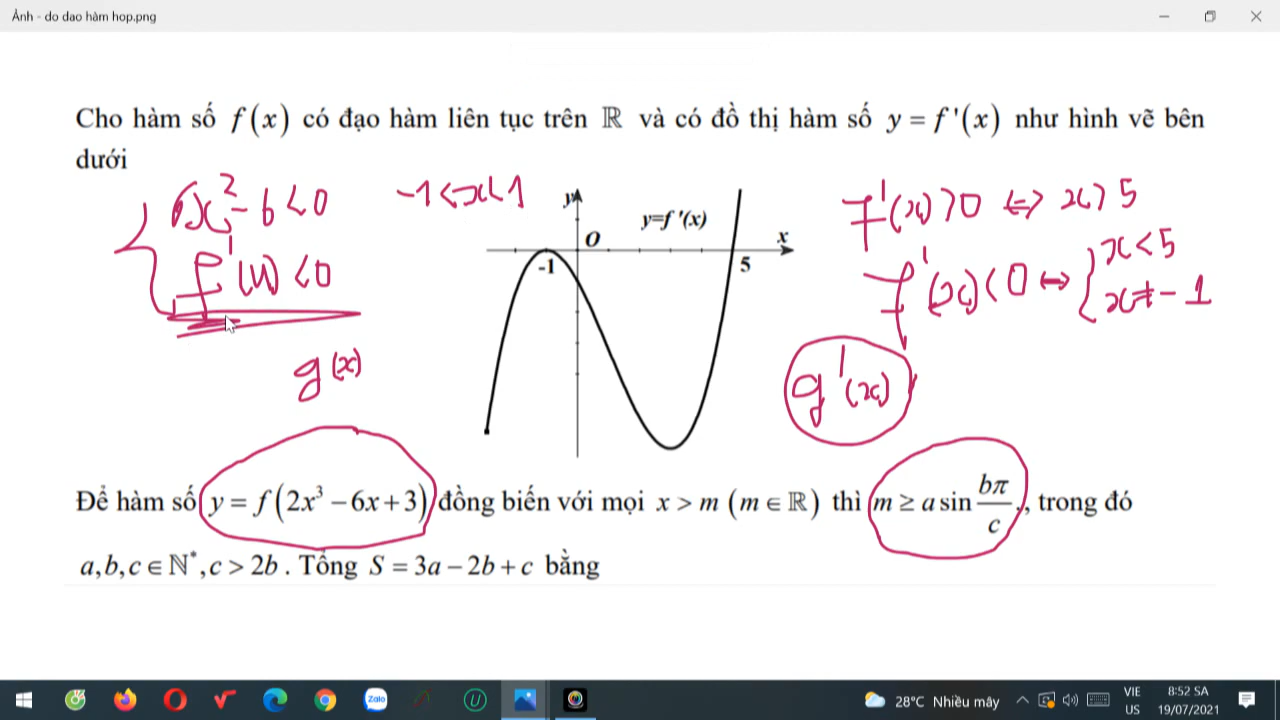 Ảnh - do dao hàm hop.png
Cho hàm số f(x) có đạo hàm liên tục trên ℝ và có đồ thị hàm số y = f'(x) như hình vẽ bên
dưới
6x² - 6 < 0
-1 < x < 1
f'(u) < 0
g(x)
y
O
y=f'(x)
x
-1
5
f'(x) > 0 ⇔ x > 5
f'(x) < 0 ⇔ { x < 5
x ≠ -1
g'(x)
Để hàm số y = f(2x³ − 6x + 3) đồng biến với mọi x > m (m ∈ ℝ) thì m ≥ a sin bπ/c , trong đó
a, b, c ∈ ℕ*, c > 2b . Tổng S = 3a − 2b + c bằng
Zalo
28°C Nhiều mây
VIE
US
8:52 SA
19/07/2021